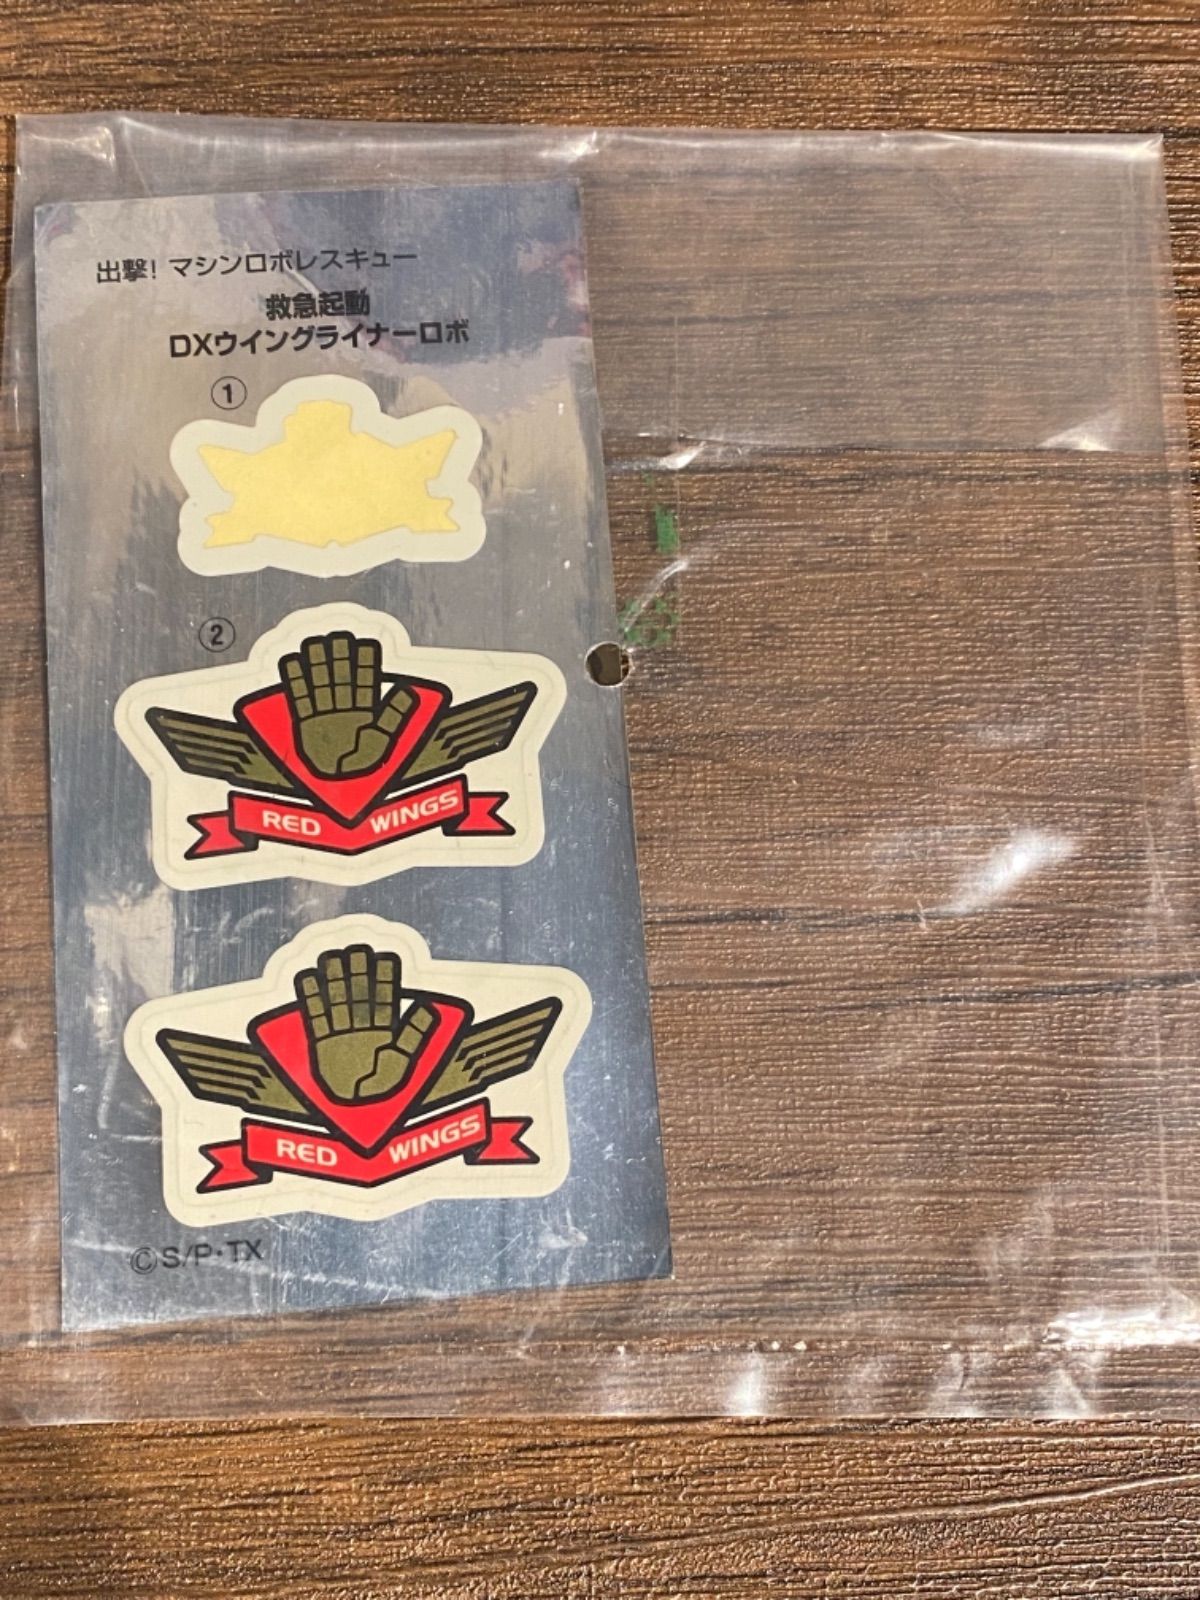 出撃! マシンロボレスキュー
救急起動
DXウイングライナーロボ
①
②
RED WINGS
RED WINGS
©S/P・TX